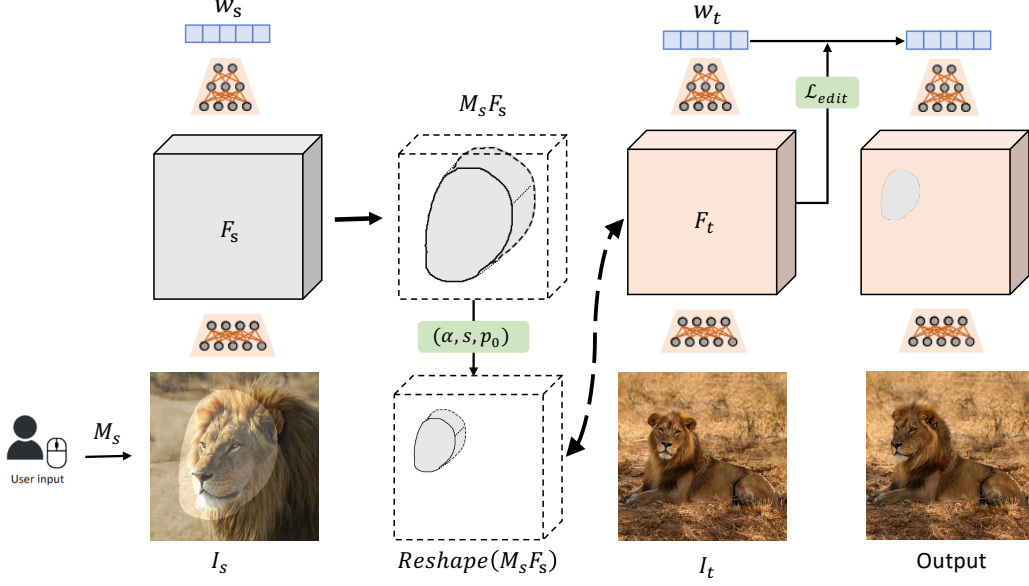 w_s
w_t
M_sF_s
ℒ_edit
F_s
F_t
(α, s, p_0)
M_s
User input
I_s
Reshape(M_sF_s)
I_t
Output